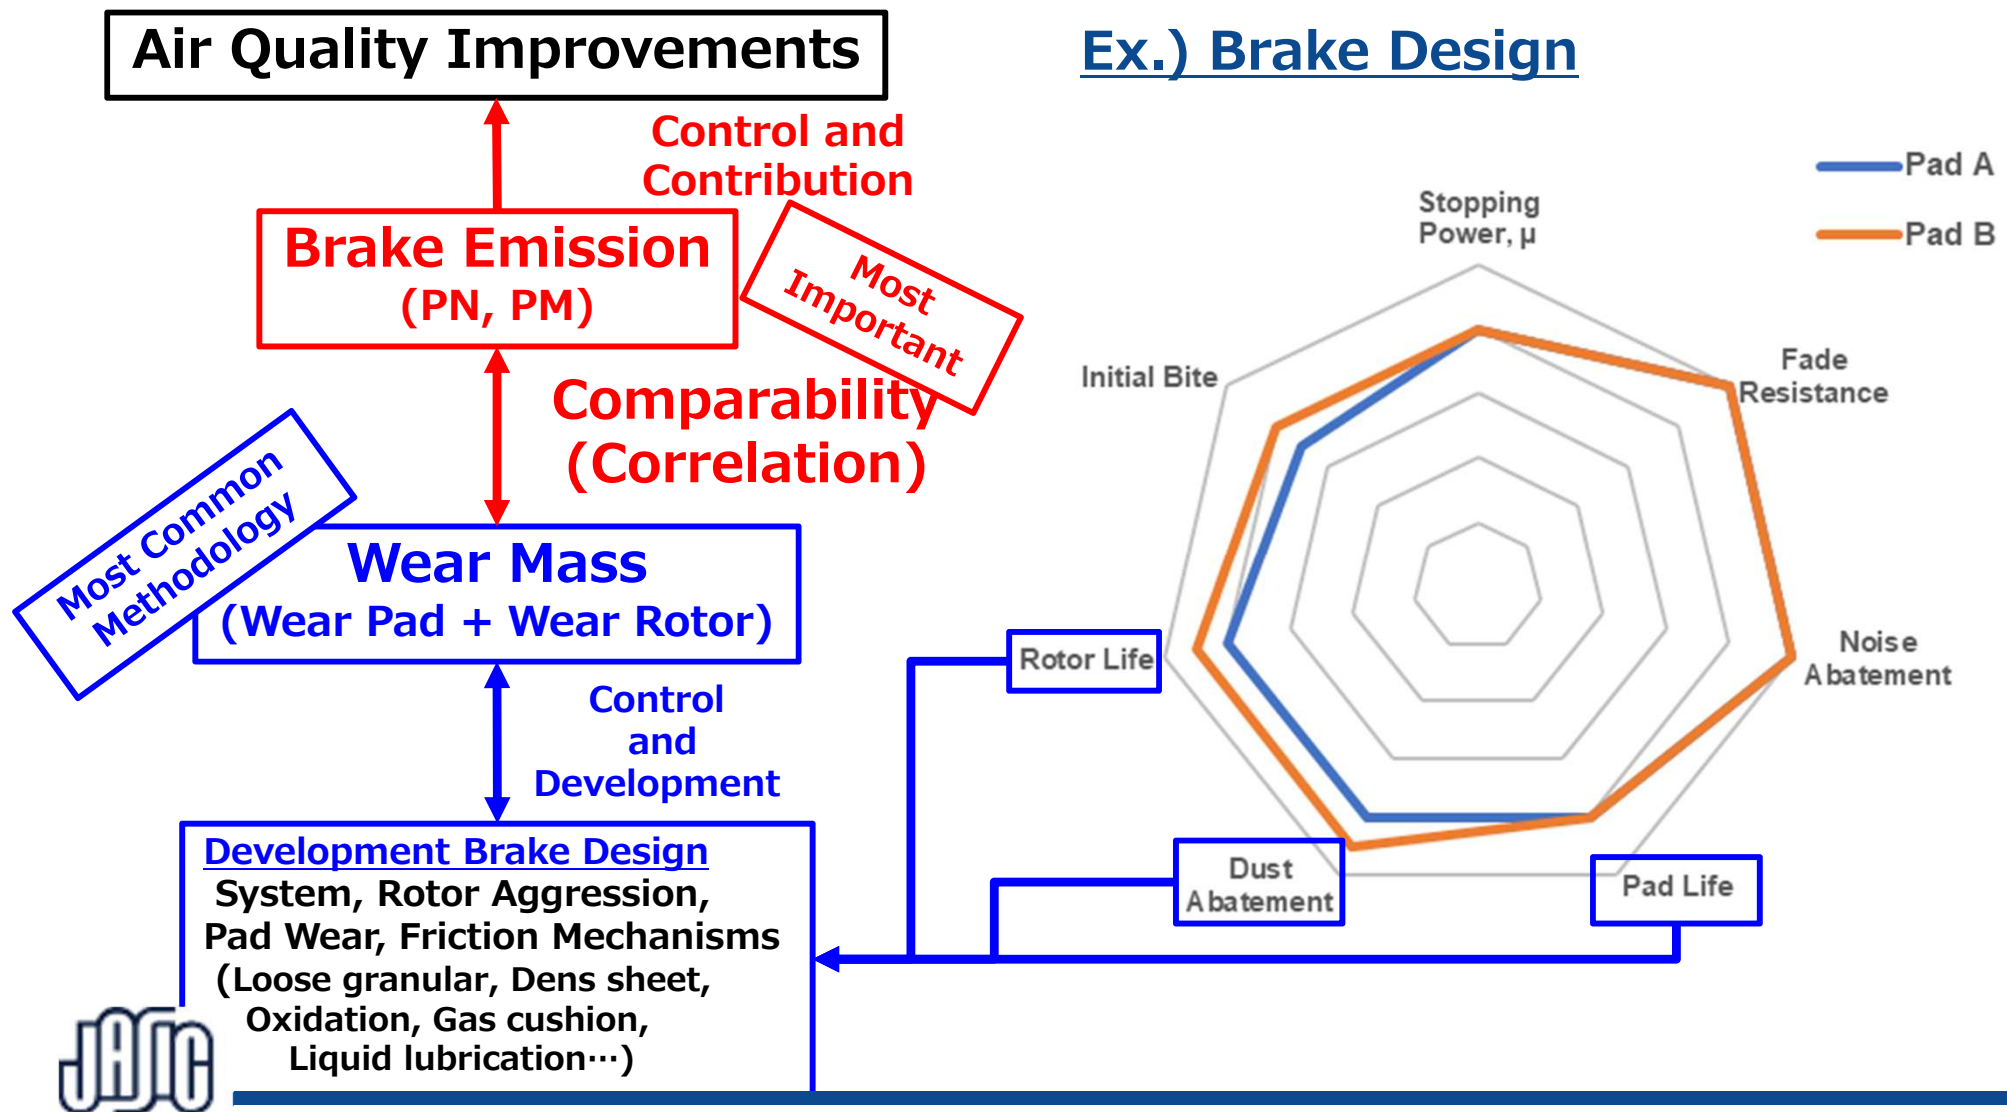 Air Quality Improvements
Control and
Contribution
Brake Emission
(PN, PM)
Most
Important
Comparability
(Correlation)
Most Common
Methodology
Wear Mass
(Wear Pad + Wear Rotor)
Control
and
Development
Development Brake Design
System, Rotor Aggression,
Pad Wear, Friction Mechanisms
(Loose granular, Dens sheet,
Oxidation, Gas cushion,
Liquid lubrication…)
JASIC
Ex.) Brake Design
Pad A
Pad B
Stopping
Power, μ
Fade
Resistance
Noise
Abatement
Pad Life
Dust
Abatement
Rotor Life
Initial Bite